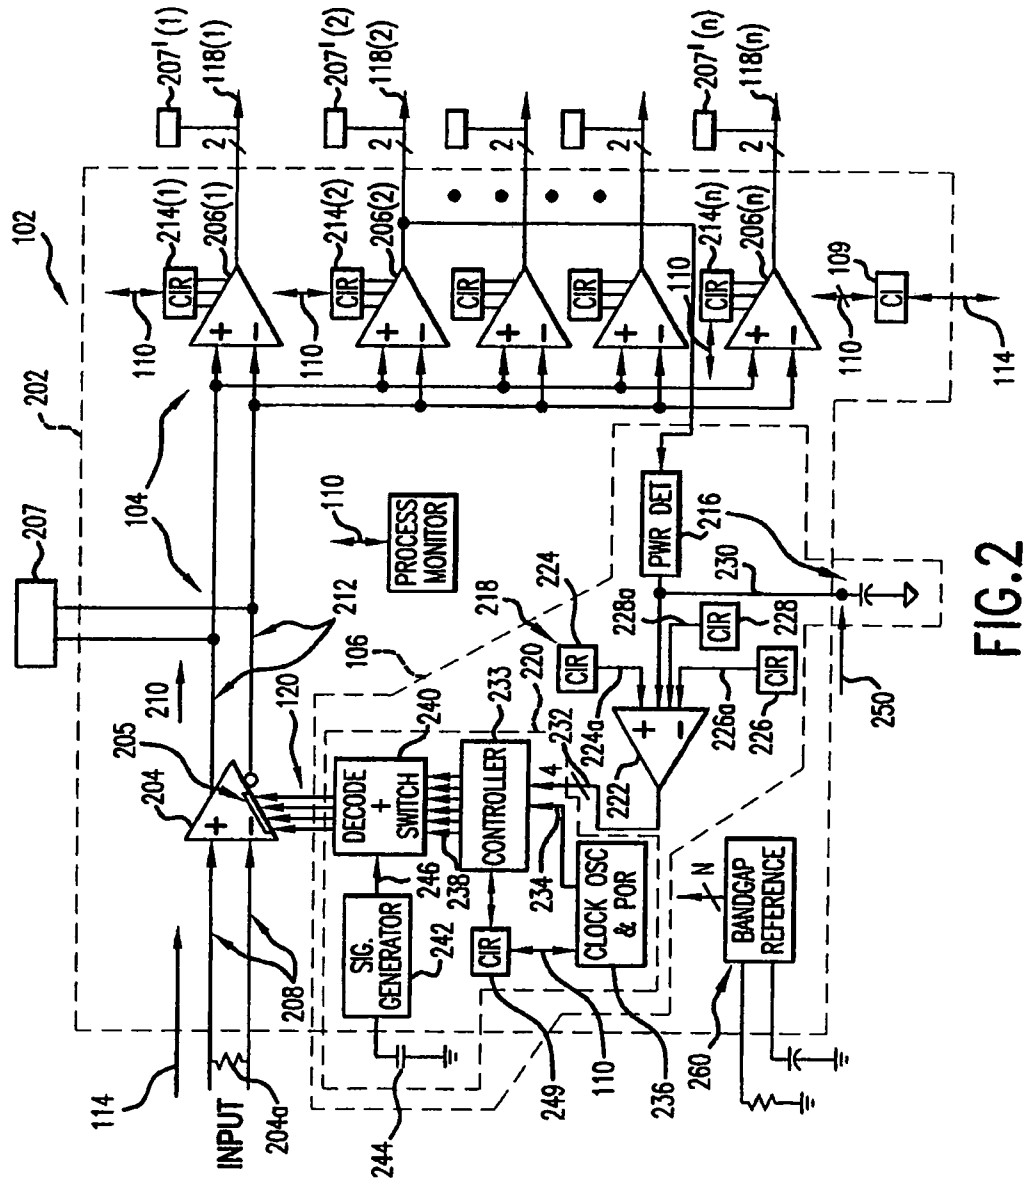 102
202
207
104
104
207'(1)
118(1)
2
214(1)
206(1)
CIR
110
+
−
207'(2)
118(2)
2
214(2)
206(2)
CIR
110
+
−
2
CIR
+
−
2
CIR
+
−
207'(n)
118(n)
2
214(n)
206(n)
CIR
110
+
−
109
CI
110
114
114
INPUT
204a
208
204
205
+
−
210
212
120
106
110
PROCESS
MONITOR
220
218
224
CIR
224a
PWR DET
216
230
228a
CIR
228
CIR
226a
226
250
222
+
−
232
4
233
CONTROLLER
240
DECODE
+
SWITCH
238
246
SIG.
GENERATOR
242
244
234
CLOCK OSC
& POR
236
CIR
249
110
N
BANDGAP
REFERENCE
260
FIG.2